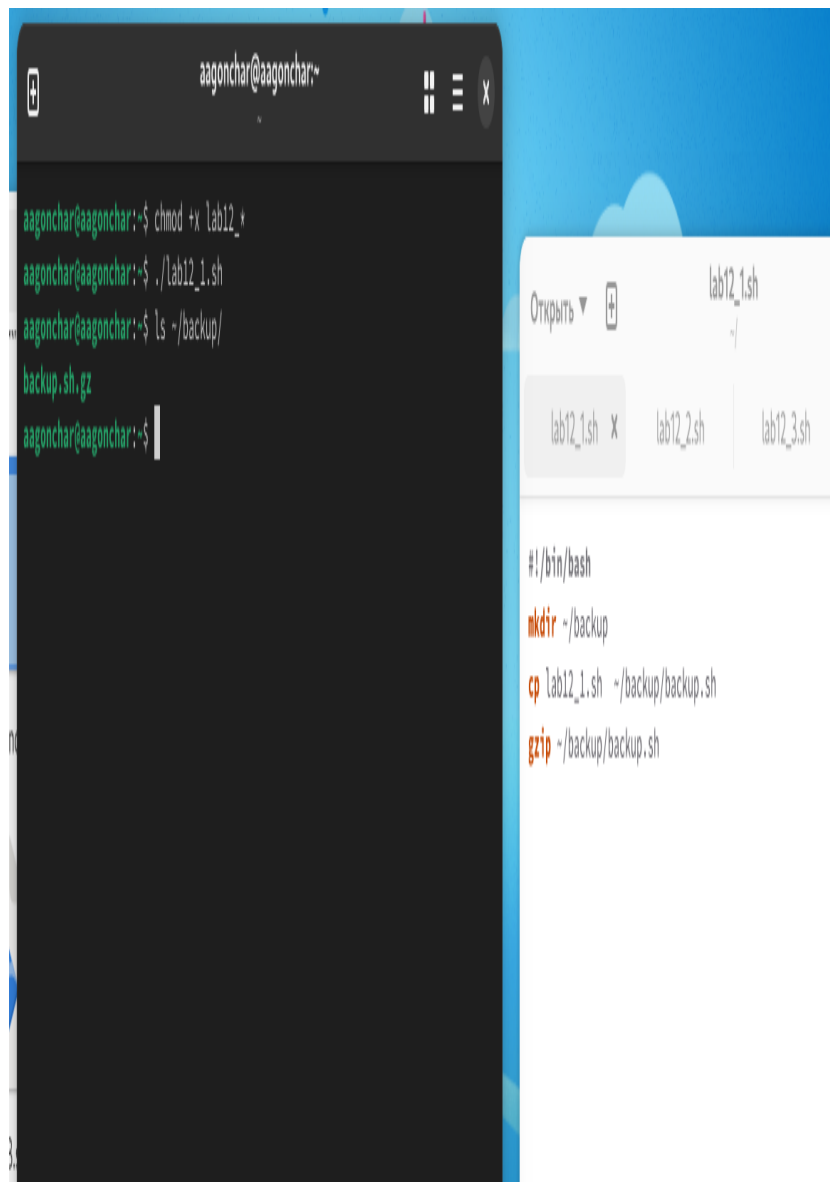 aagonchar@aagonchar:~
~
aagonchar@aagonchar:~$ chmod +x lab12_*
aagonchar@aagonchar:~$ ./lab12_1.sh
aagonchar@aagonchar:~$ ls ~/backup/
backup.sh.gz
aagonchar@aagonchar:~$
Открыть
lab12_1.sh
~/
lab12_1.sh
lab12_2.sh
lab12_3.sh
#!/bin/bash
mkdir ~/backup
cp lab12_1.sh ~/backup/backup.sh
gzip ~/backup/backup.sh